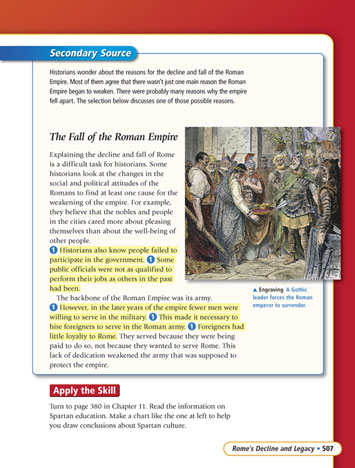 Secondary Source
Historians wonder about the reasons for the decline and fall of the Roman
Empire. Most of them agree that there wasn't just one main reason the Roman
Empire began to weaken. There were probably many reasons why the empire
fell apart. The selection below discusses one of those possible reasons.
The Fall of the Roman Empire
Explaining the decline and fall of Rome
is a difficult task for historians. Some
historians look at the changes in the
social and political attitudes of the
Romans to find at least one cause for the
weakening of the empire. For example,
they believe that the nobles and people
in the cities cared more about pleasing
themselves than about the well-being of
other people.
1 Historians also know people failed to
participate in the government. 1 Some
public officials were not as qualified to
perform their jobs as others in the past
had been.
The backbone of the Roman Empire was its army.
1 However, in the later years of the empire fewer men were
willing to serve in the military. 1 This made it necessary to
hire foreigners to serve in the Roman army. 1 Foreigners had
little loyalty to Rome. They served because they were being
paid to do so, not because they wanted to serve Rome. This
lack of dedication weakened the army that was supposed to
protect the empire.
▲ Engraving A Gothic
leader forces the Roman
emperor to surrender.
Apply the Skill
Turn to page 380 in Chapter 11. Read the information on
Spartan education. Make a chart like the one at left to help
you draw conclusions about Spartan culture.
Rome's Decline and Legacy • 507